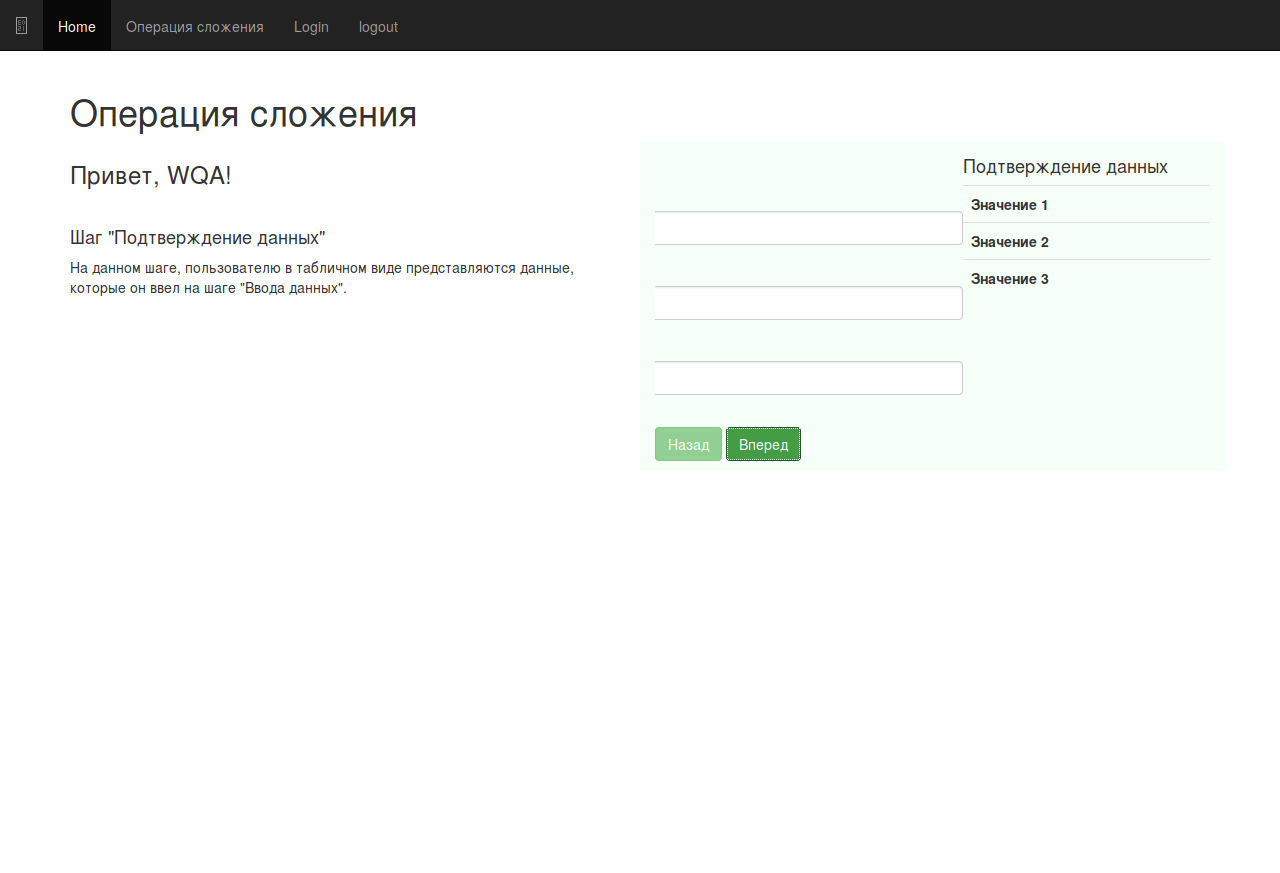 Home Операция сложения Login logout
Операция сложения
Привет, WQA!
Шаг "Подтверждение данных"
На данном шаге, пользователю в табличном виде представляются данные,
которые он ввел на шаге "Ввода данных".
Подтверждение данных
Значение 1
Значение 2
Значение 3
Назад Вперед